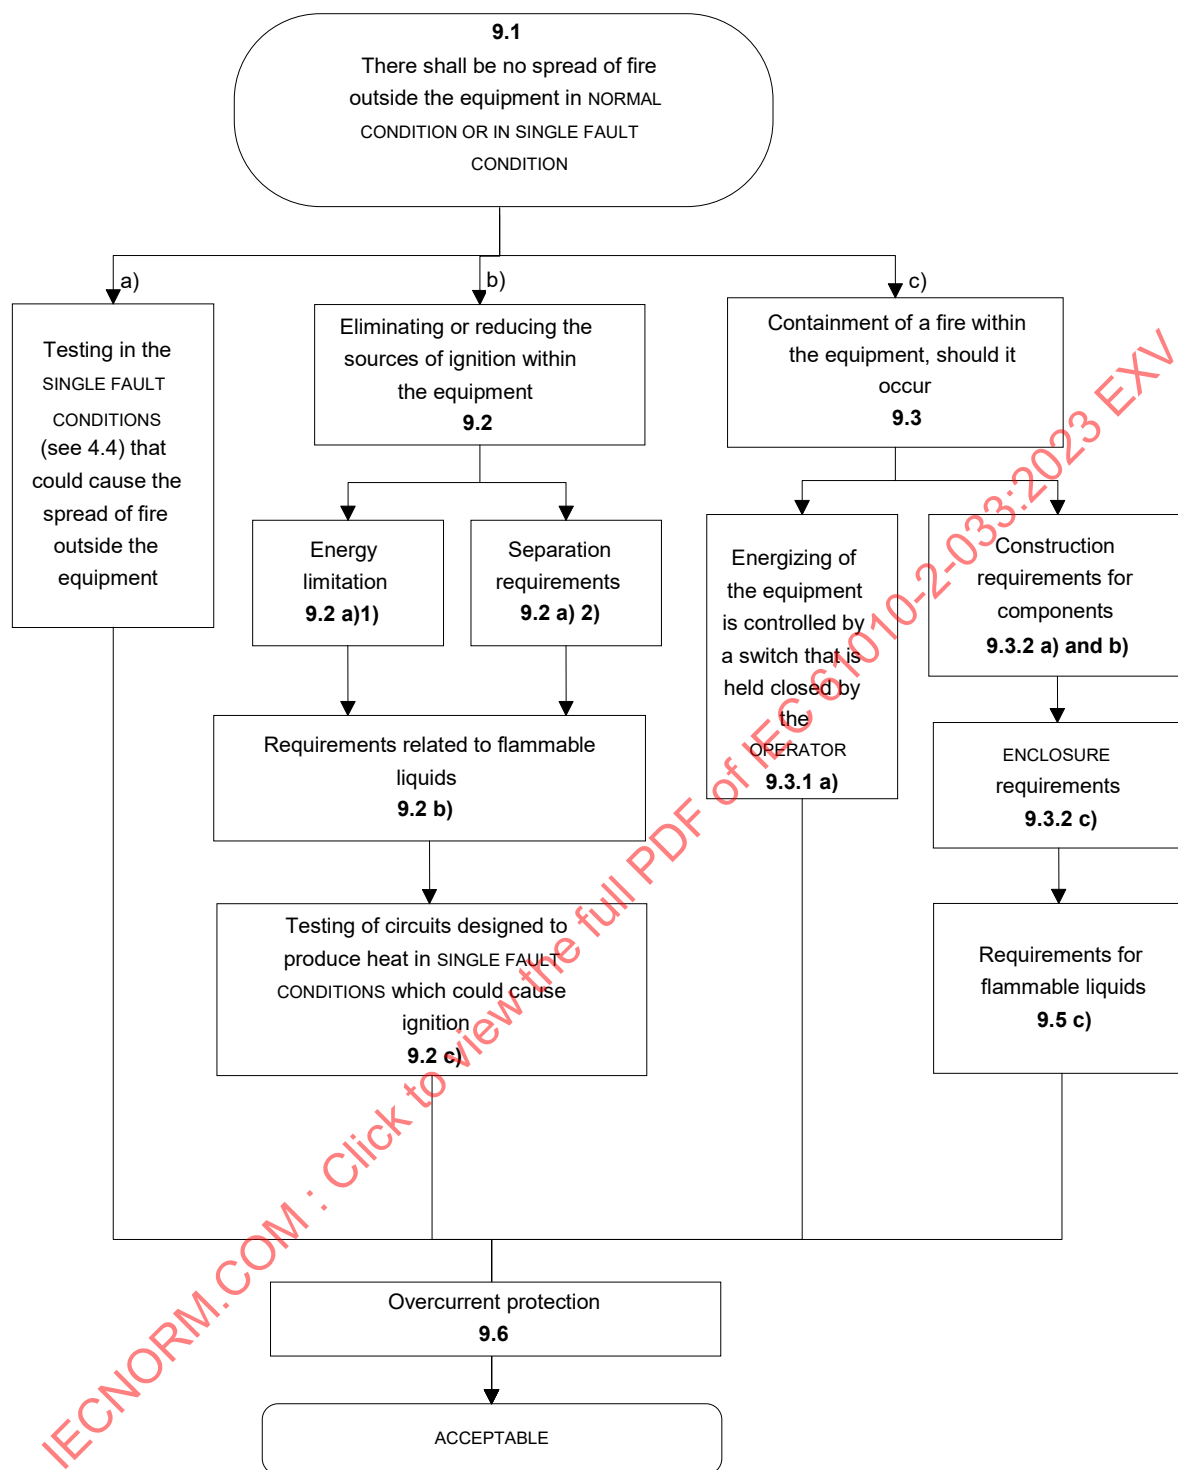 9.1
There shall be no spread of fire
outside the equipment in NORMAL
CONDITION OR IN SINGLE FAULT
CONDITION
a)
b)
c)
Testing in the
SINGLE FAULT
CONDITIONS
(see 4.4) that
could cause the
spread of fire
outside the
equipment
Eliminating or reducing the
sources of ignition within
the equipment
9.2
Containment of a fire within
the equipment, should it
occur
9.3
Energy
limitation
9.2 a)1)
Separation
requirements
9.2 a) 2)
Energizing of
the equipment
is controlled by
a switch that is
held closed by
the
OPERATOR
9.3.1 a)
Construction
requirements for
components
9.3.2 a) and b)
Requirements related to flammable
liquids
9.2 b)
ENCLOSURE
requirements
9.3.2 c)
Testing of circuits designed to
produce heat in SINGLE FAULT
CONDITIONS which could cause
ignition
9.2 c)
Requirements for
flammable liquids
9.5 c)
Overcurrent protection
9.6
ACCEPTABLE
IECNORM.COM : Click to view the full PDF of IEC 61010-2-033:2023 EXV